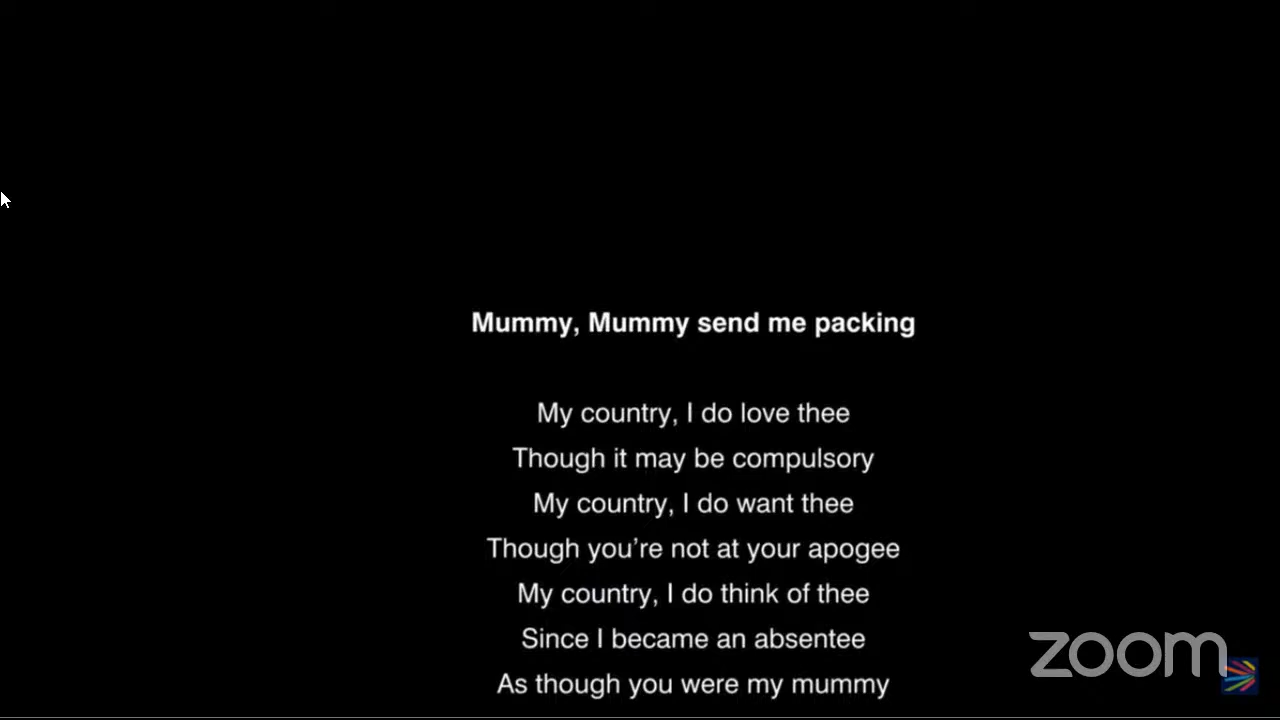 Mummy, Mummy send me packing
My country, I do love thee
Though it may be compulsory
My country, I do want thee
Though you’re not at your apogee
My country, I do think of thee
Since I became an absentee
As though you were my mummy
zoom